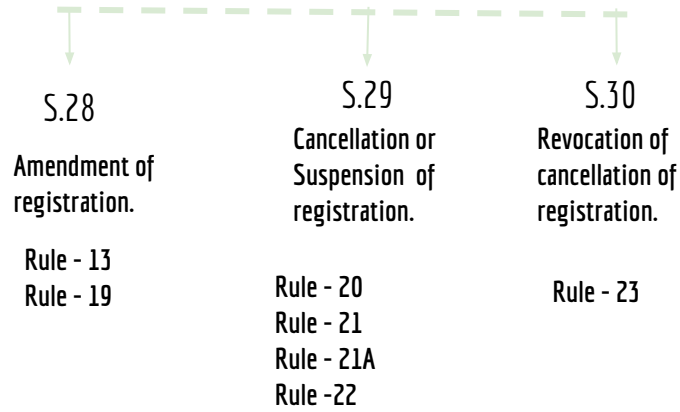 S.28
Amendment of
registration.
Rule - 13
Rule - 19
S.29
Cancellation or
Suspension of
registration.
Rule - 20
Rule - 21
Rule - 21A
Rule -22
S.30
Revocation of
cancellation of
registration.
Rule - 23